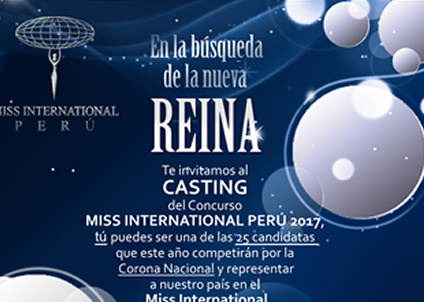 En la búsqueda
de la nueva
REINA
MISS INTERNATIONAL
PERÚ
Te invitamos al
CASTING
del Concurso
MISS INTERNATIONAL PERÚ 2017,
tú puedes ser una de las 25 candidatas
que este año competirán por la
Corona Nacional y representar
a nuestro país en el
Miss International